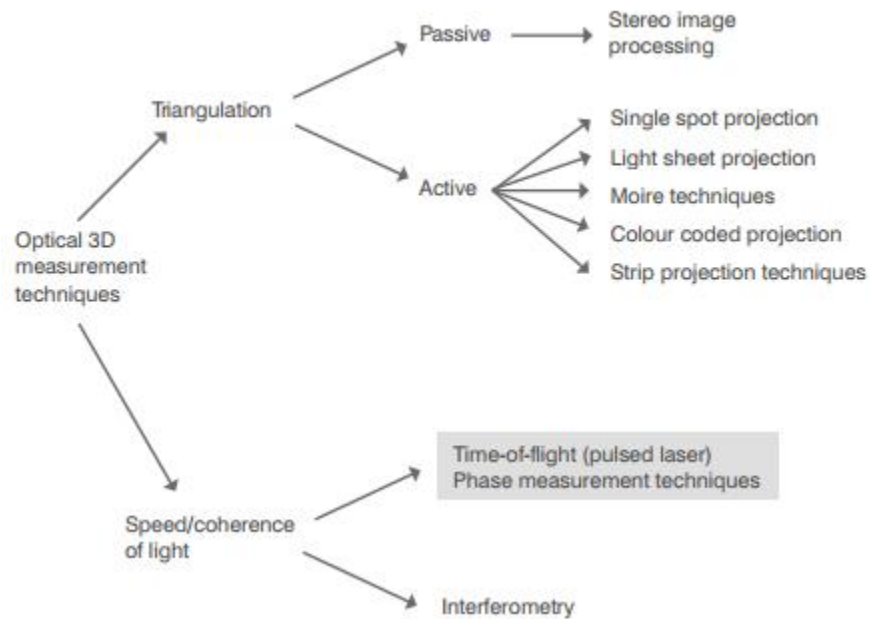 Passive
Stereo image
processing
Triangulation
Single spot projection
Light sheet projection
Active
Moire techniques
Colour coded projection
Strip projection techniques
Optical 3D
measurement
techniques
Time-of-flight (pulsed laser)
Phase measurement techniques
Speed/coherence
of light
Interferometry